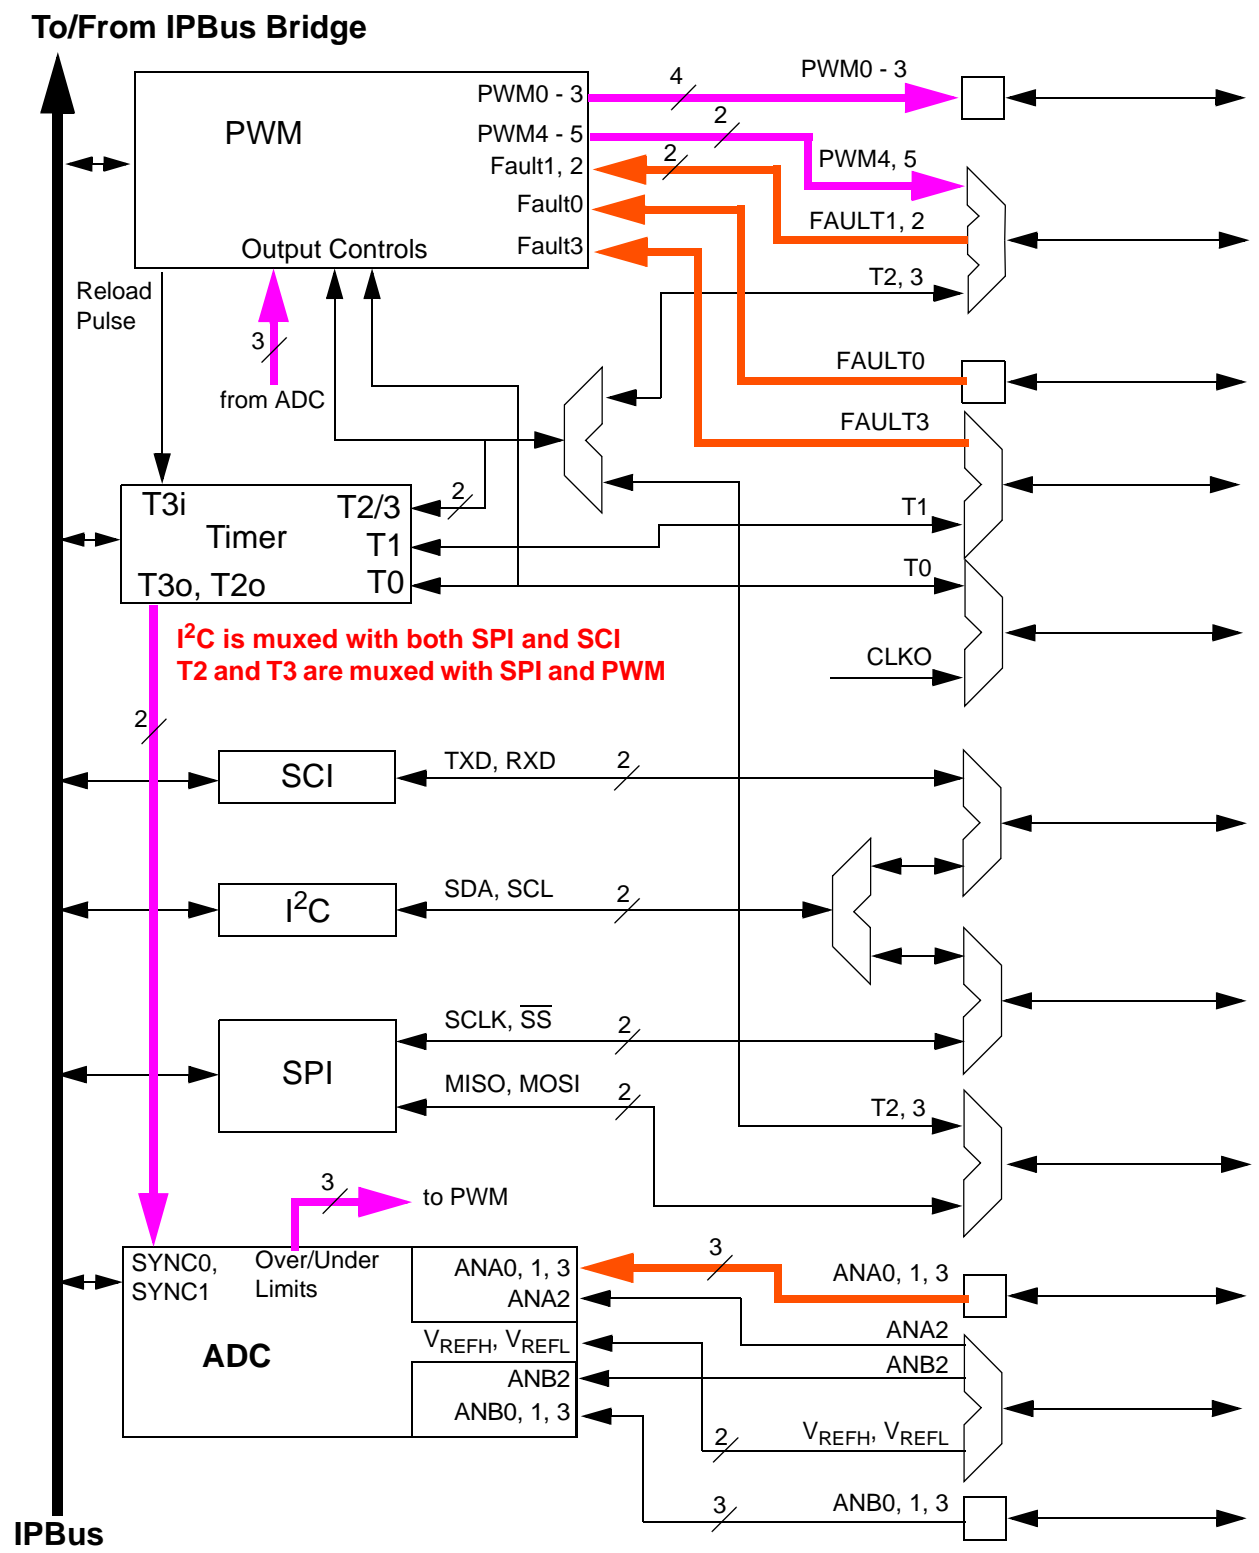 To/From IPBus Bridge
PWM
PWM0 - 3
4
PWM0 - 3
PWM4 - 5
2
PWM4, 5
Fault1, 2
2
FAULT1, 2
Fault0
Fault3
Output Controls
T2, 3
Reload
Pulse
3
from ADC
FAULT0
FAULT3
T3i
T2/3
2
Timer
T1
T1
T3o, T2o
T0
T0
I²C is muxed with both SPI and SCI
T2 and T3 are muxed with SPI and PWM
CLKO
2
SCI
TXD, RXD
2
I²C
SDA, SCL
2
SPI
SCLK, S̅S̅
2
MISO, MOSI
2
T2, 3
3
to PWM
SYNC0,
SYNC1
Over/Under
Limits
ANA0, 1, 3
3
ANA0, 1, 3
ANA2
ANA2
VREFH, VREFL
ADC
ANB2
ANB2
ANB0, 1, 3
2
VREFH, VREFL
3
ANB0, 1, 3
IPBus